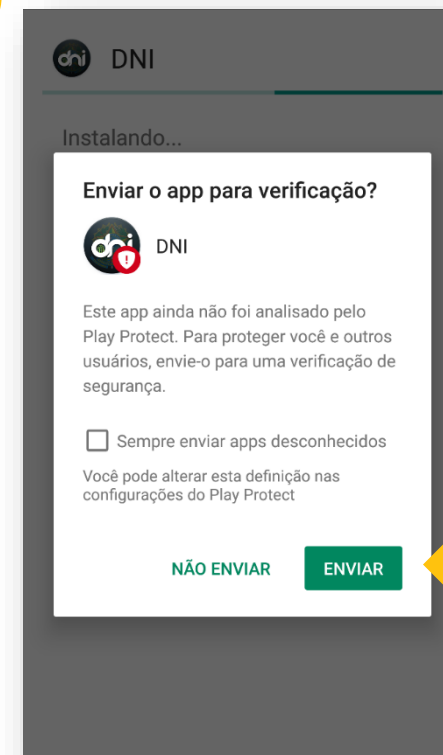 dni DNI
Instalando...
Enviar o app para verificação?
dni DNI
Este app ainda não foi analisado pelo
Play Protect. Para proteger você e outros
usuários, envie-o para uma verificação de
segurança.
Sempre enviar apps desconhecidos
Você pode alterar esta definição nas
configurações do Play Protect
NÃO ENVIAR ENVIAR